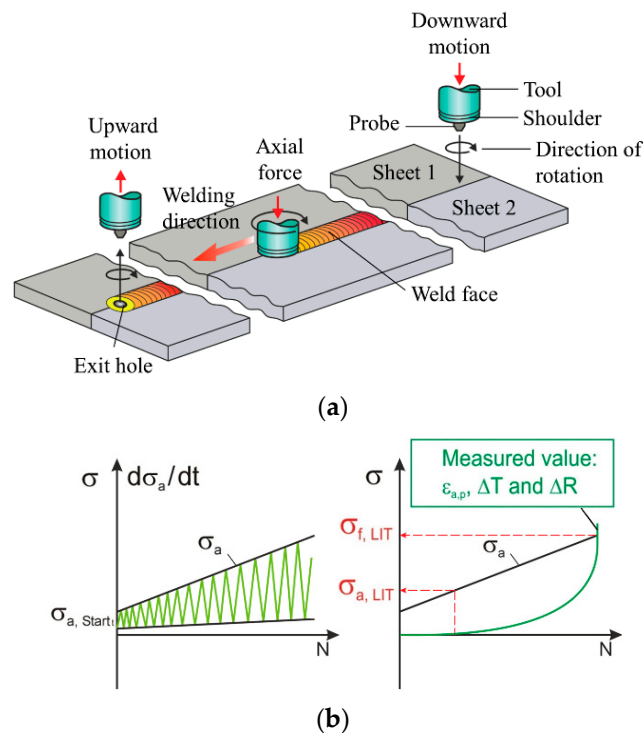 Downward
motion
Tool
Shoulder
Probe
Direction of
rotation
Upward
motion
Axial
force
Welding
direction
Sheet 1
Sheet 2
Weld face
Exit hole
(a)
σ dσa/dt
σa
σa, Start t
N
Measured value:
εa,p, ΔT and ΔR
σ
σf, LIT
σa
σa, LIT
N
(b)